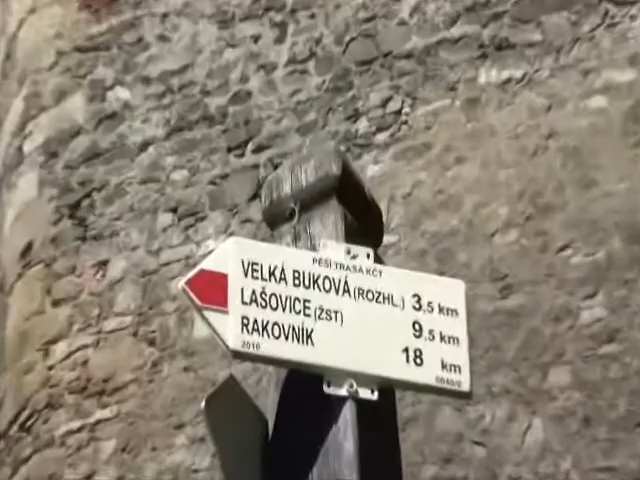 PĚŠÍ TRASA KČT
VELKÁ BUKOVÁ (ROZHL.) 3,5 km
LAŠOVICE (ŽST) 9,5 km
RAKOVNÍK 18 km
2010